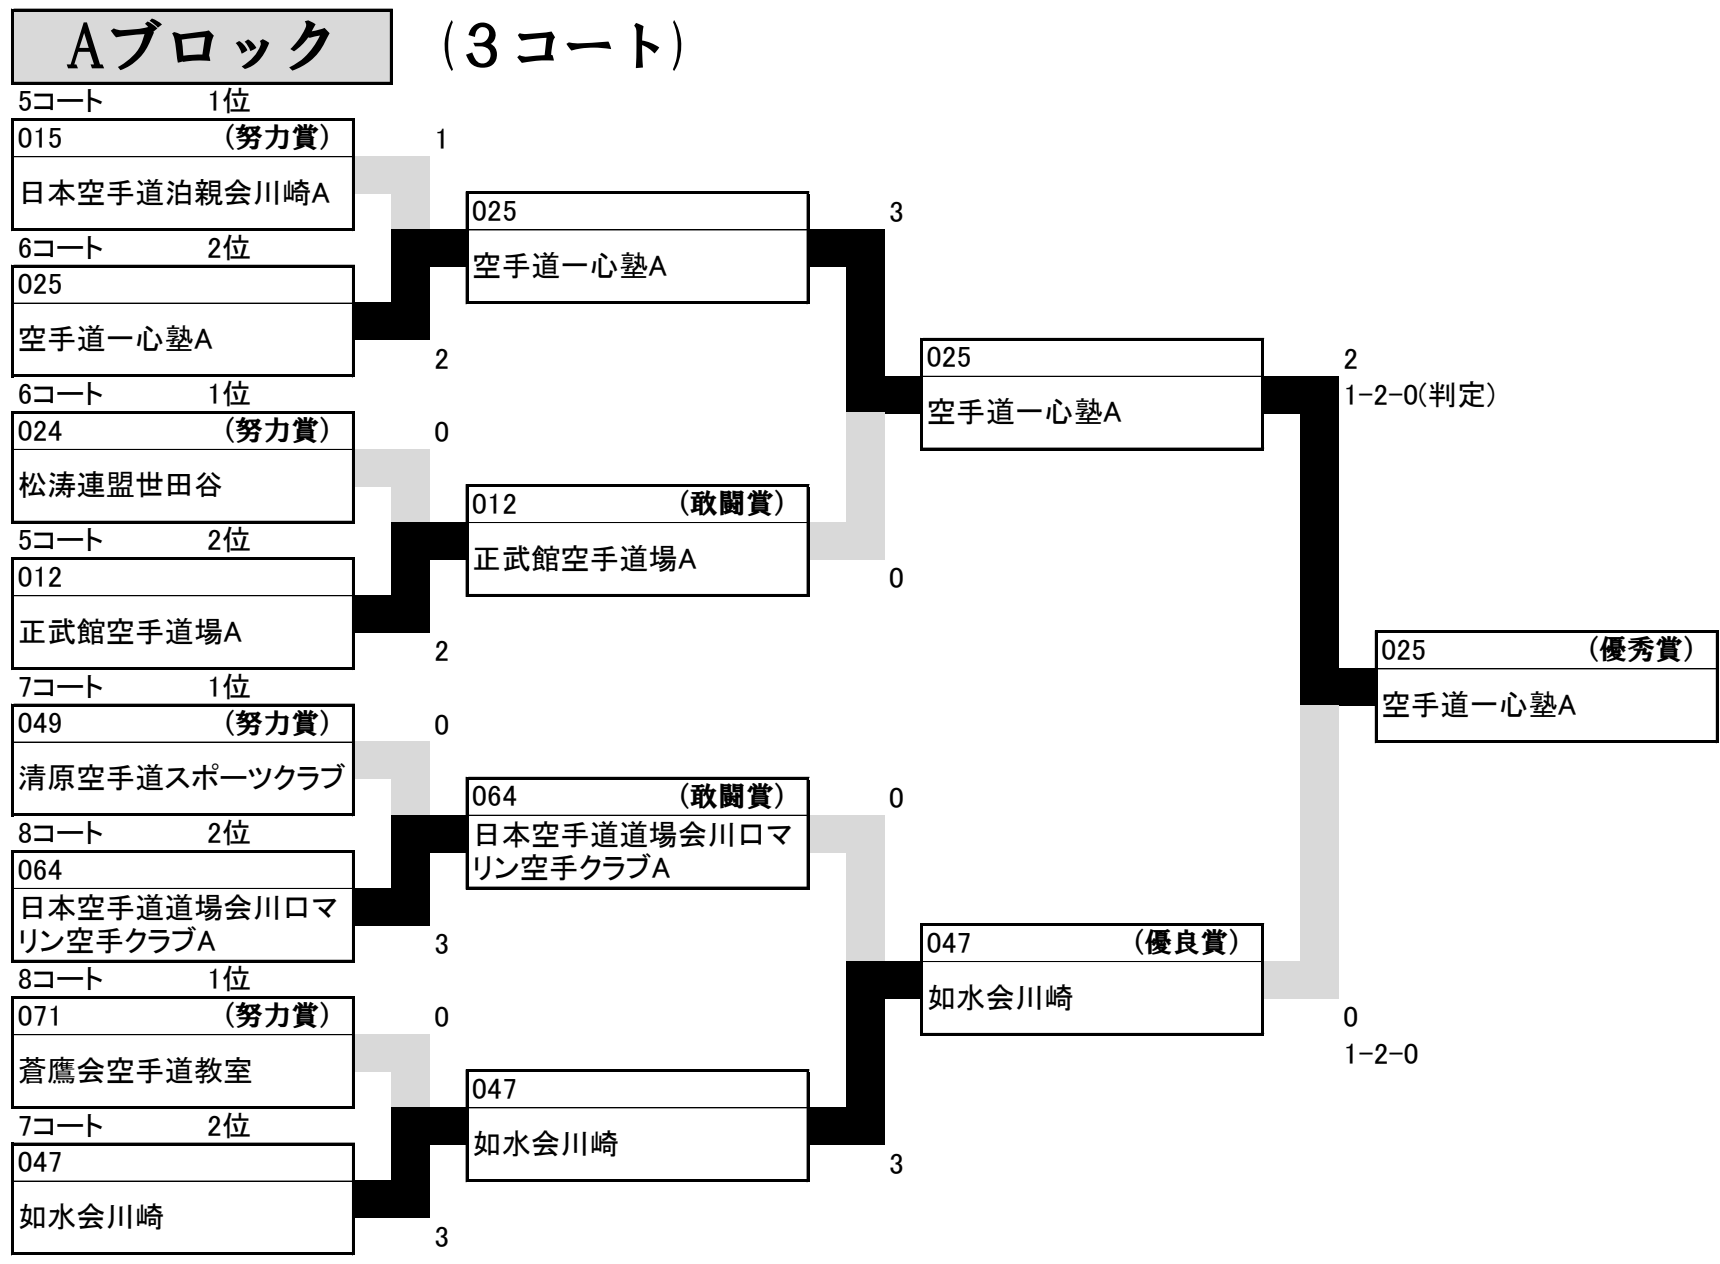 Aブロック (3コート)
5コート 1位
015 (努力賞)
日本空手道泊親会川崎A
1
6コート 2位
025
空手道一心塾A
2
6コート 1位
024 (努力賞)
松涛連盟世田谷
0
5コート 2位
012
正武館空手道場A
2
7コート 1位
049 (努力賞)
清原空手道スポーツクラブ
0
8コート 2位
064
日本空手道道場会川口マ
リン空手クラブA
3
8コート 1位
071 (努力賞)
蒼鷹会空手道教室
0
7コート 2位
047
如水会川崎
3
025
空手道一心塾A
3
012 (敢闘賞)
正武館空手道場A
0
064 (敢闘賞)
日本空手道道場会川口マ
リン空手クラブA
0
047
如水会川崎
3
025
空手道一心塾A
2
1-2-0(判定)
047 (優良賞)
如水会川崎
0
1-2-0
025 (優秀賞)
空手道一心塾A